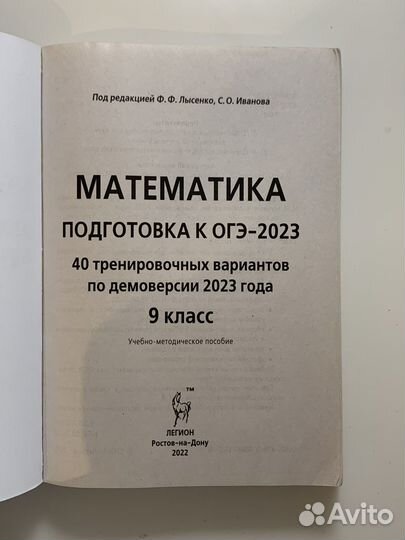 Под редакцией Ф. Ф. Лысенко, С. О. Иванова
МАТЕМАТИКА
ПОДГОТОВКА К ОГЭ-2023
40 тренировочных вариантов
по демоверсии 2023 года
9 класс
Учебно-методическое пособие
™
ЛЕГИОН
Ростов-на-Дону
2022
Avito